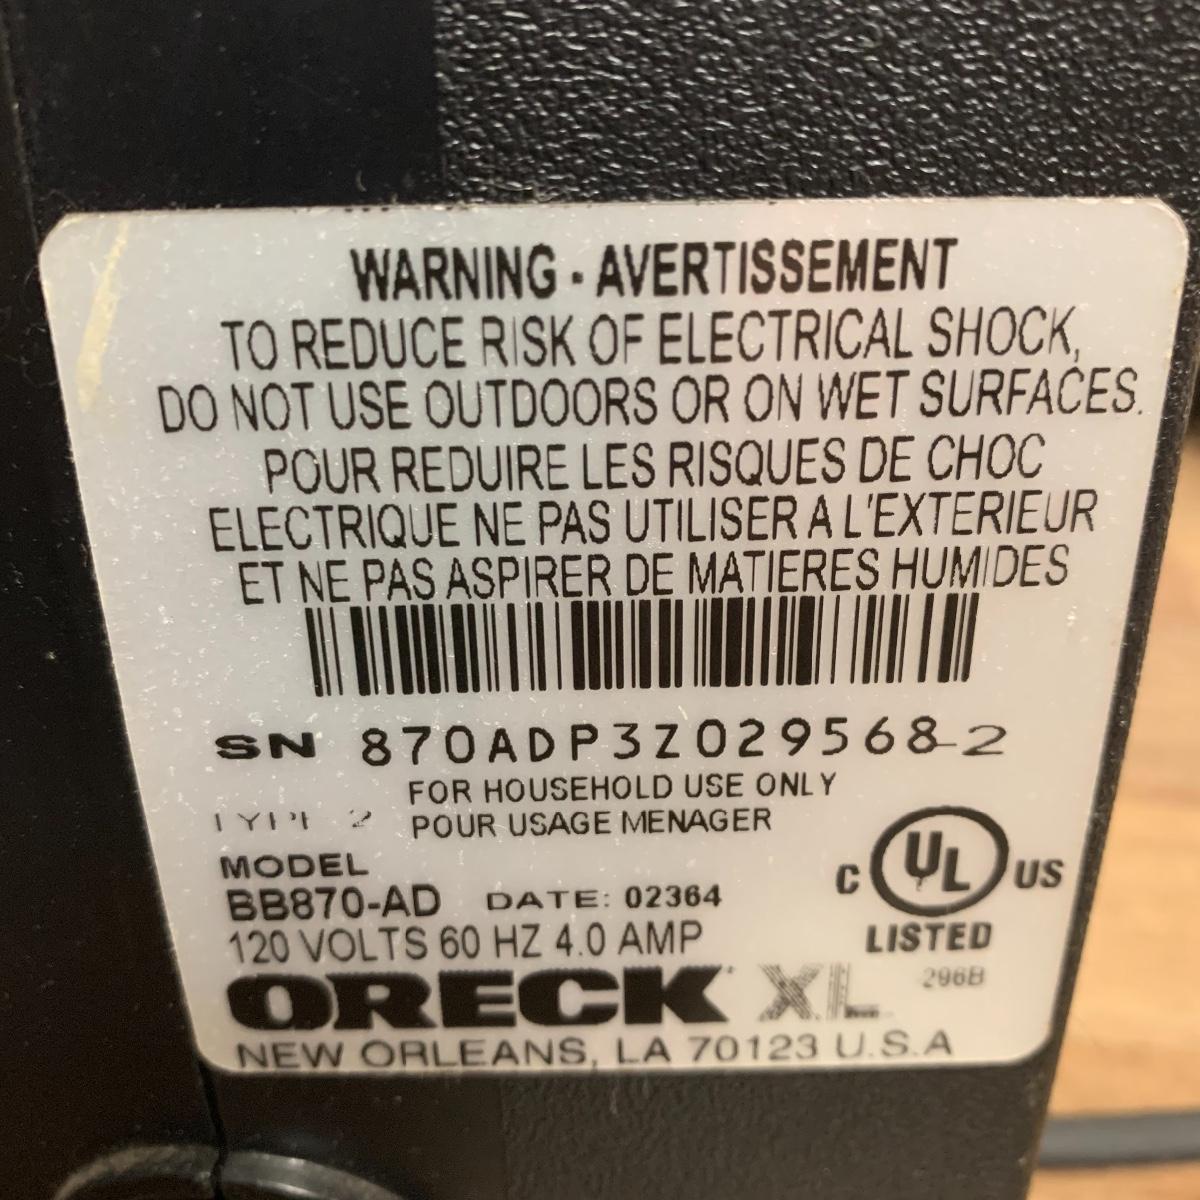 WARNING - AVERTISSEMENT
TO REDUCE RISK OF ELECTRICAL SHOCK,
DO NOT USE OUTDOORS OR ON WET SURFACES.
POUR REDUIRE LES RISQUES DE CHOC
ELECTRIQUE NE PAS UTILISER A L'EXTERIEUR
ET NE PAS ASPIRER DE MATIERES HUMIDES
SN 870ADP3Z029568-2
FOR HOUSEHOLD USE ONLY
TYPE 2 POUR USAGE MENAGER
MODEL
BB870-AD DATE: 02364
120 VOLTS 60 HZ 4.0 AMP
C UL US
LISTED
296B
ORECK XL
NEW ORLEANS, LA 70123 U.S.A